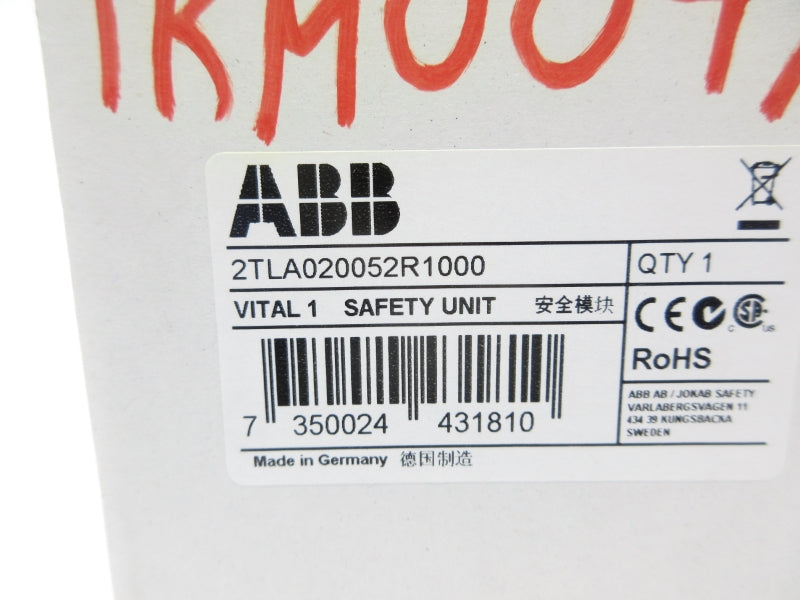 ABB
2TLA020052R1000
QTY 1
VITAL 1 SAFETY UNIT 安全模块
RoHS
ABB AB / JOKAB SAFETY
VARLABERGSVÄGEN 11
434 39 KUNGSBACKA
SWEDEN
7 350024 431810
Made in Germany 德国制造